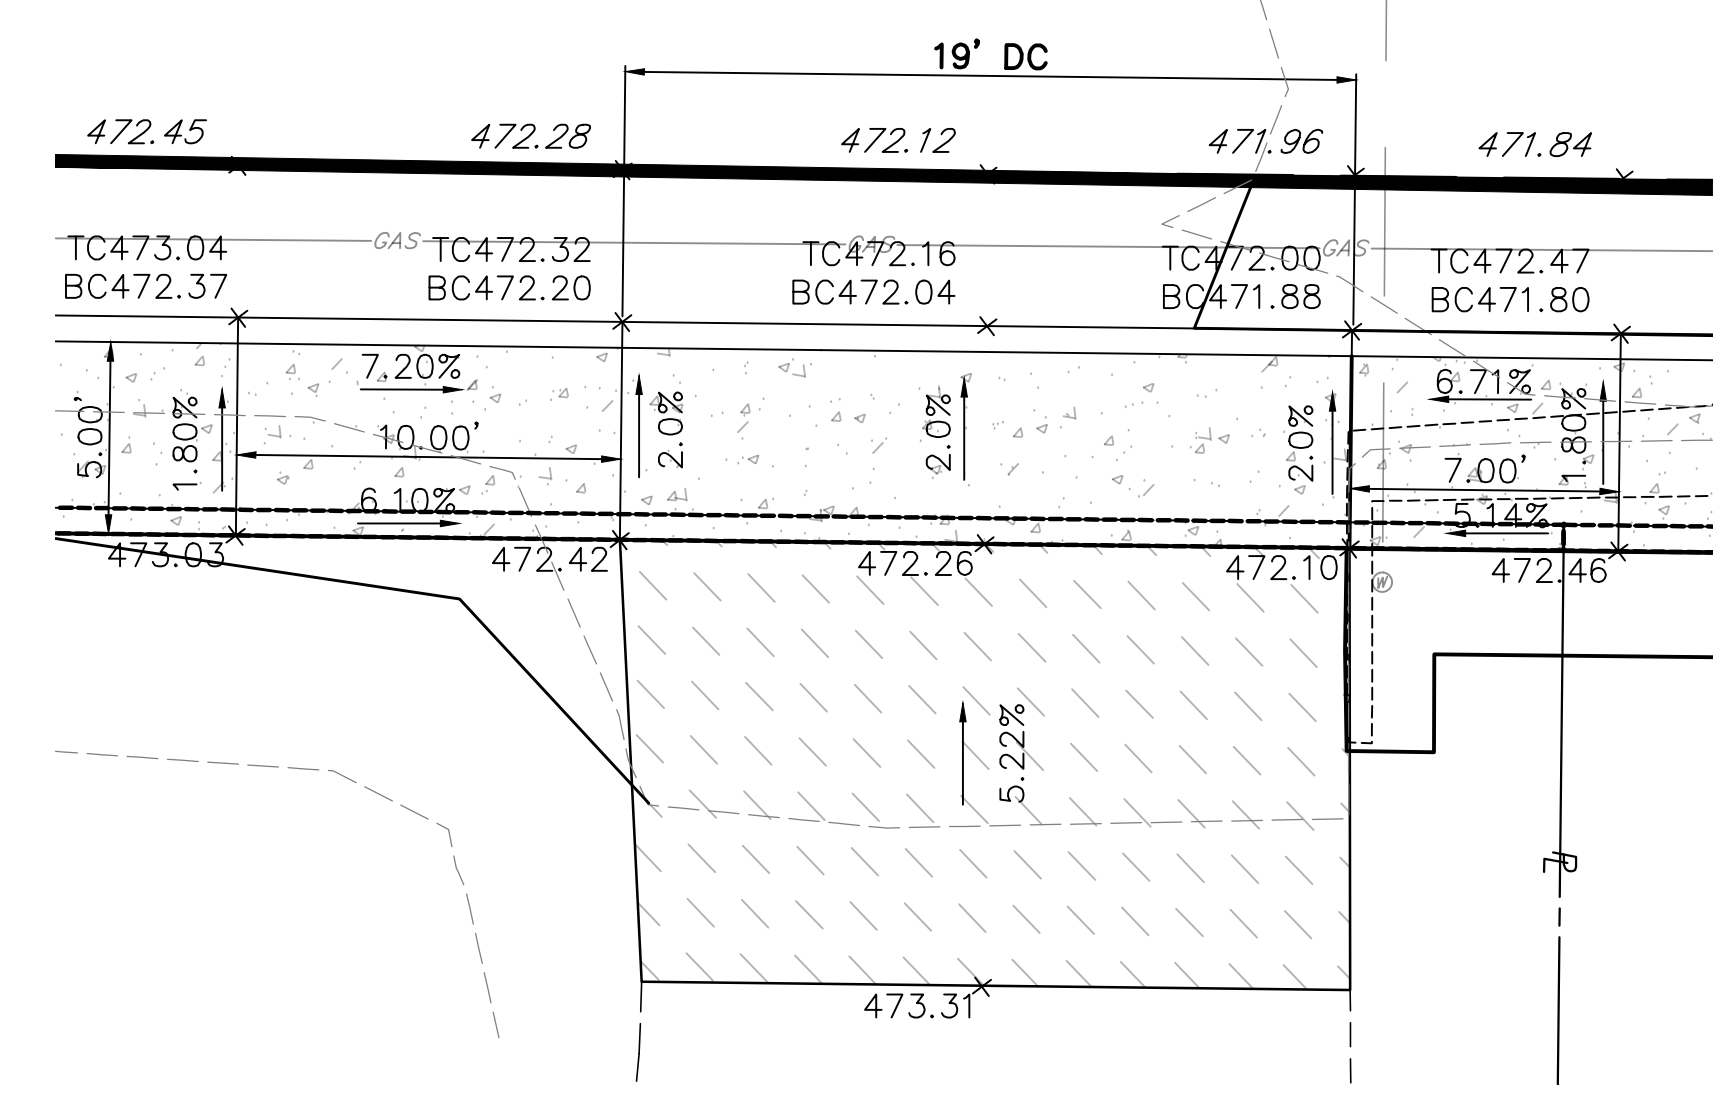 19' DC
472.45
472.28
472.12
471.96
471.84
GAS
GAS
GAS
TC473.04
BC472.37
TC472.32
BC472.20
TC472.16
BC472.04
TC472.00
BC471.88
TC472.47
BC471.80
5.00'
1.80%
7.20%
10.00'
6.10%
2.0%
2.0%
2.0%
6.71%
7.00'
5.14%
1.80%
473.03
472.42
472.26
472.10
472.46
W
5.22%
PL
473.31